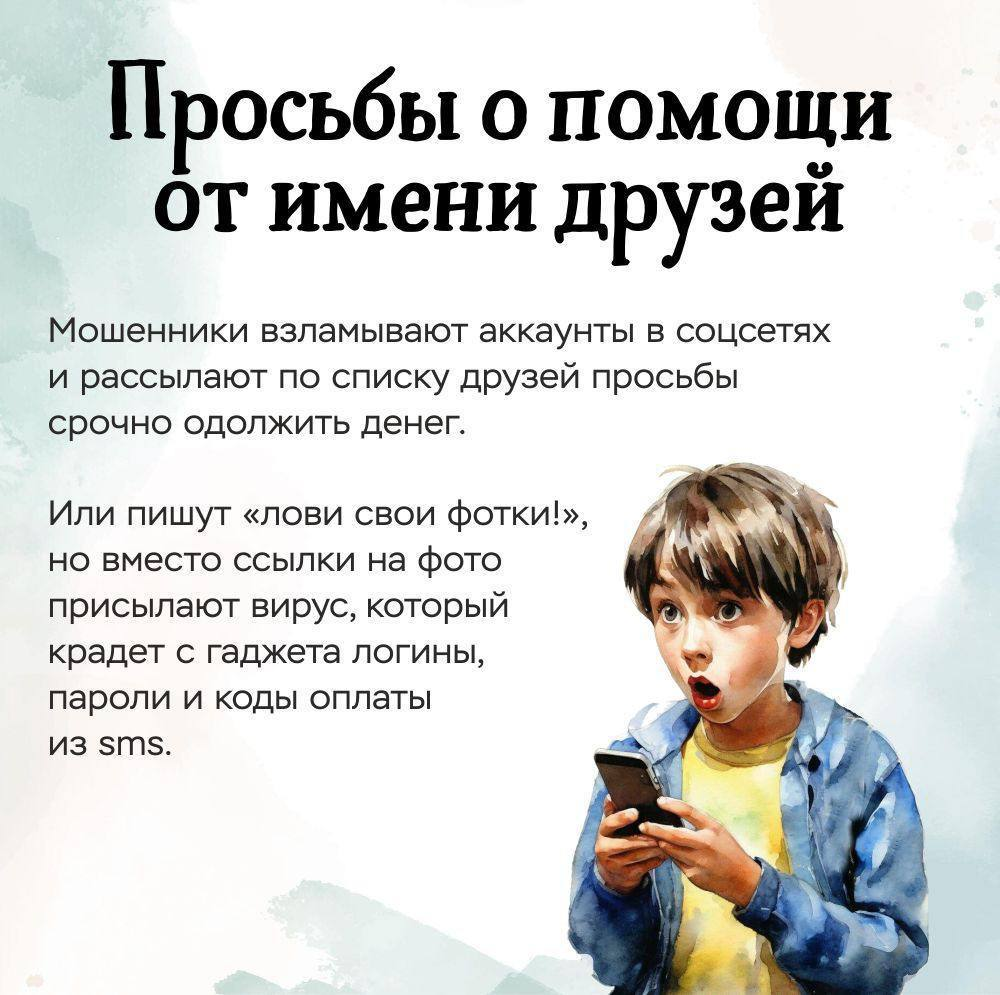 Просьбы о помощи
от имени друзей
Мошенники взламывают аккаунты в соцсетях
и рассылают по списку друзей просьбы
срочно одолжить денег.
Или пишут «лови свои фотки!»,
но вместо ссылки на фото
присылают вирус, который
крадет с гаджета логины,
пароли и коды оплаты
из sms.